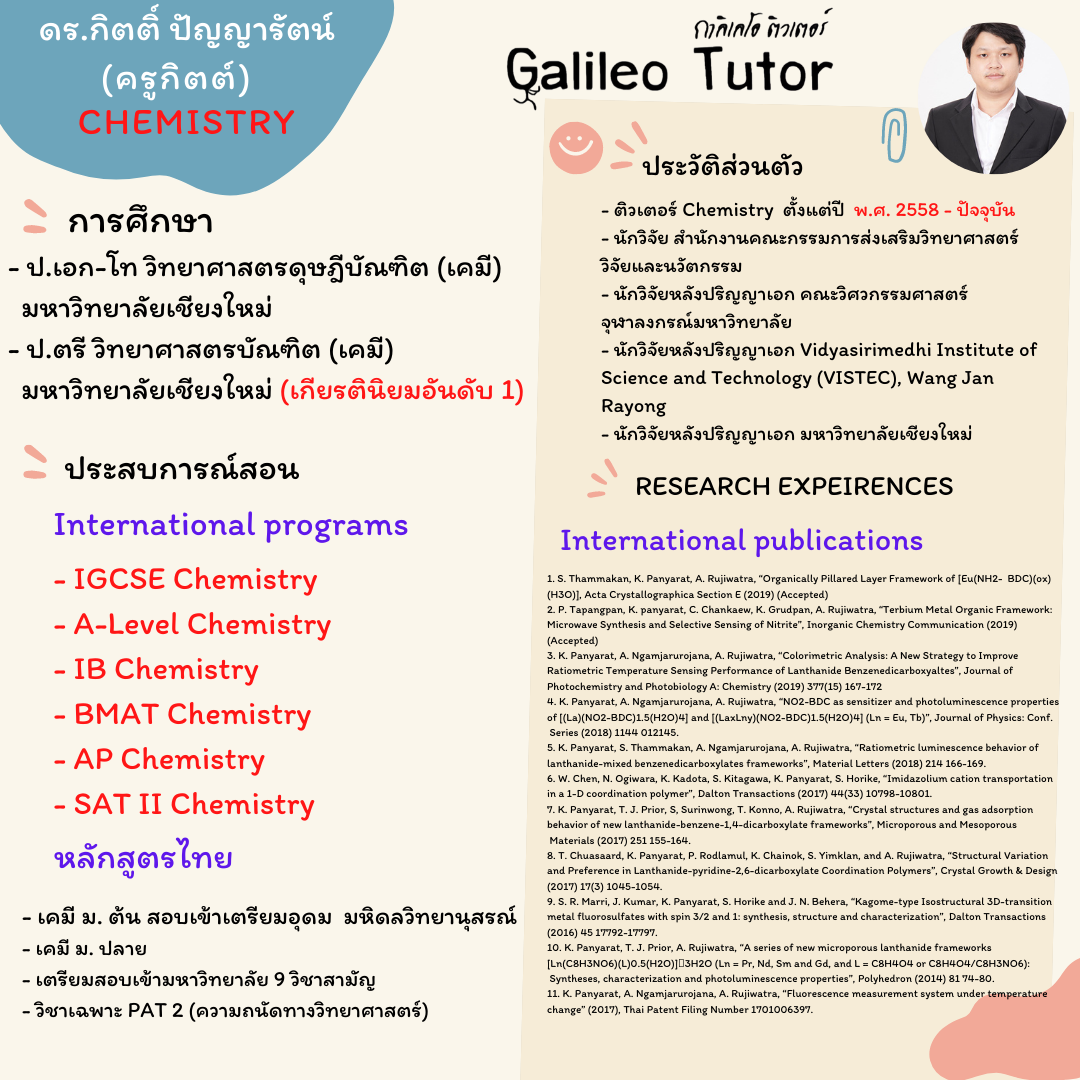 ดร.กิตติ์ ปัญญารัตน์
(ครูกิตต์)
CHEMISTRY
กาลิเลโอ ติวเตอร์
Galileo Tutor
การศึกษา
- ป.เอก-โท วิทยาศาสตรดุษฎีบัณฑิต (เคมี)
มหาวิทยาลัยเชียงใหม่
- ป.ตรี วิทยาศาสตรบัณฑิต (เคมี)
มหาวิทยาลัยเชียงใหม่ (เกียรตินิยมอันดับ 1)
ประสบการณ์สอน
International programs
- IGCSE Chemistry
- A-Level Chemistry
- IB Chemistry
- BMAT Chemistry
- AP Chemistry
- SAT II Chemistry
หลักสูตรไทย
- เคมี ม. ต้น สอบเข้าเตรียมอุดม มหิดลวิทยานุสรณ์
- เคมี ม. ปลาย
- เตรียมสอบเข้ามหาวิทยาลัย 9 วิชาสามัญ
- วิชาเฉพาะ PAT 2 (ความถนัดทางวิทยาศาสตร์)
ประวัติส่วนตัว
- ติวเตอร์ Chemistry ตั้งแต่ปี พ.ศ. 2558 - ปัจจุบัน
- นักวิจัย สำนักงานคณะกรรมการส่งเสริมวิทยาศาสตร์
วิจัยและนวัตกรรม
- นักวิจัยหลังปริญญาเอก คณะวิศวกรรมศาสตร์
จุฬาลงกรณ์มหาวิทยาลัย
- นักวิจัยหลังปริญญาเอก Vidyasirimedhi Institute of
Science and Technology (VISTEC), Wang Jan
Rayong
- นักวิจัยหลังปริญญาเอก มหาวิทยาลัยเชียงใหม่
RESEARCH EXPEIRENCES
International publications
1. S. Thammakan, K. Panyarat, A. Rujiwatra, "Organically Pillared Layer Framework of [Eu(NH2- BDC)(ox)
(H3O)], Acta Crystallographica Section E (2019) (Accepted)
2. P. Tapangpan, K. panyarat, C. Chankaew, K. Grudpan, A. Rujiwatra, "Terbium Metal Organic Framework:
Microwave Synthesis and Selective Sensing of Nitrite", Inorganic Chemistry Communication (2019)
(Accepted)
3. K. Panyarat, A. Ngamjarurojana, A. Rujiwatra, "Colorimetric Analysis: A New Strategy to Improve
Ratiometric Temperature Sensing Performance of Lanthanide Benzenedicarboxyaltes", Journal of
Photochemistry and Photobiology A: Chemistry (2019) 377(15) 167-172
4. K. Panyarat, A. Ngamjarurojana, A. Rujiwatra, "NO2-BDC as sensitizer and photoluminescence properties
of [(La)(NO2-BDC)1.5(H2O)4] and [(LaxLny)(NO2-BDC)1.5(H2O)4] (Ln = Eu, Tb)", Journal of Physics: Conf.
Series (2018) 1144 012145.
5. K. Panyarat, S. Thammakan, A. Ngamjarurojana, A. Rujiwatra, "Ratiometric luminescence behavior of
lanthanide-mixed benzenedicarboxylates frameworks", Material Letters (2018) 214 166-169.
6. W. Chen, N. Ogiwara, K. Kadota, S. Kitagawa, K. Panyarat, S. Horike, "Imidazolium cation transportation
in a 1-D coordination polymer", Dalton Transactions (2017) 44(33) 10798-10801.
7. K. Panyarat, T. J. Prior, S, Surinwong, T. Konno, A. Rujiwatra, "Crystal structures and gas adsorption
behavior of new lanthanide-benzene-1,4-dicarboxylate frameworks", Microporous and Mesoporous
Materials (2017) 251 155-164.
8. T. Chuasaard, K. Panyarat, P. Rodlamul, K. Chainok, S. Yimklan, and A. Rujiwatra, "Structural Variation
and Preference in Lanthanide-pyridine-2,6-dicarboxylate Coordination Polymers", Crystal Growth & Design
(2017) 17(3) 1045-1054.
9. S. R. Marri, J. Kumar, K. Panyarat, S. Horike and J. N. Behera, "Kagome-type Isostructural 3D-transition
metal fluorosulfates with spin 3/2 and 1: synthesis, structure and characterization", Dalton Transactions
(2016) 45 17792-17797.
10. K. Panyarat, T. J. Prior, A. Rujiwatra, "A series of new microporous lanthanide frameworks
[Ln(C8H3NO6)(L)0.5(H2O)]▯3H2O (Ln = Pr, Nd, Sm and Gd, and L = C8H4O4 or C8H4O4/C8H3NO6):
Syntheses, characterization and photoluminescence properties", Polyhedron (2014) 81 74-80.
11. K. Panyarat, A. Ngamjarurojana, A. Rujiwatra, "Fluorescence measurement system under temperature
change" (2017), Thai Patent Filing Number 1701006397.